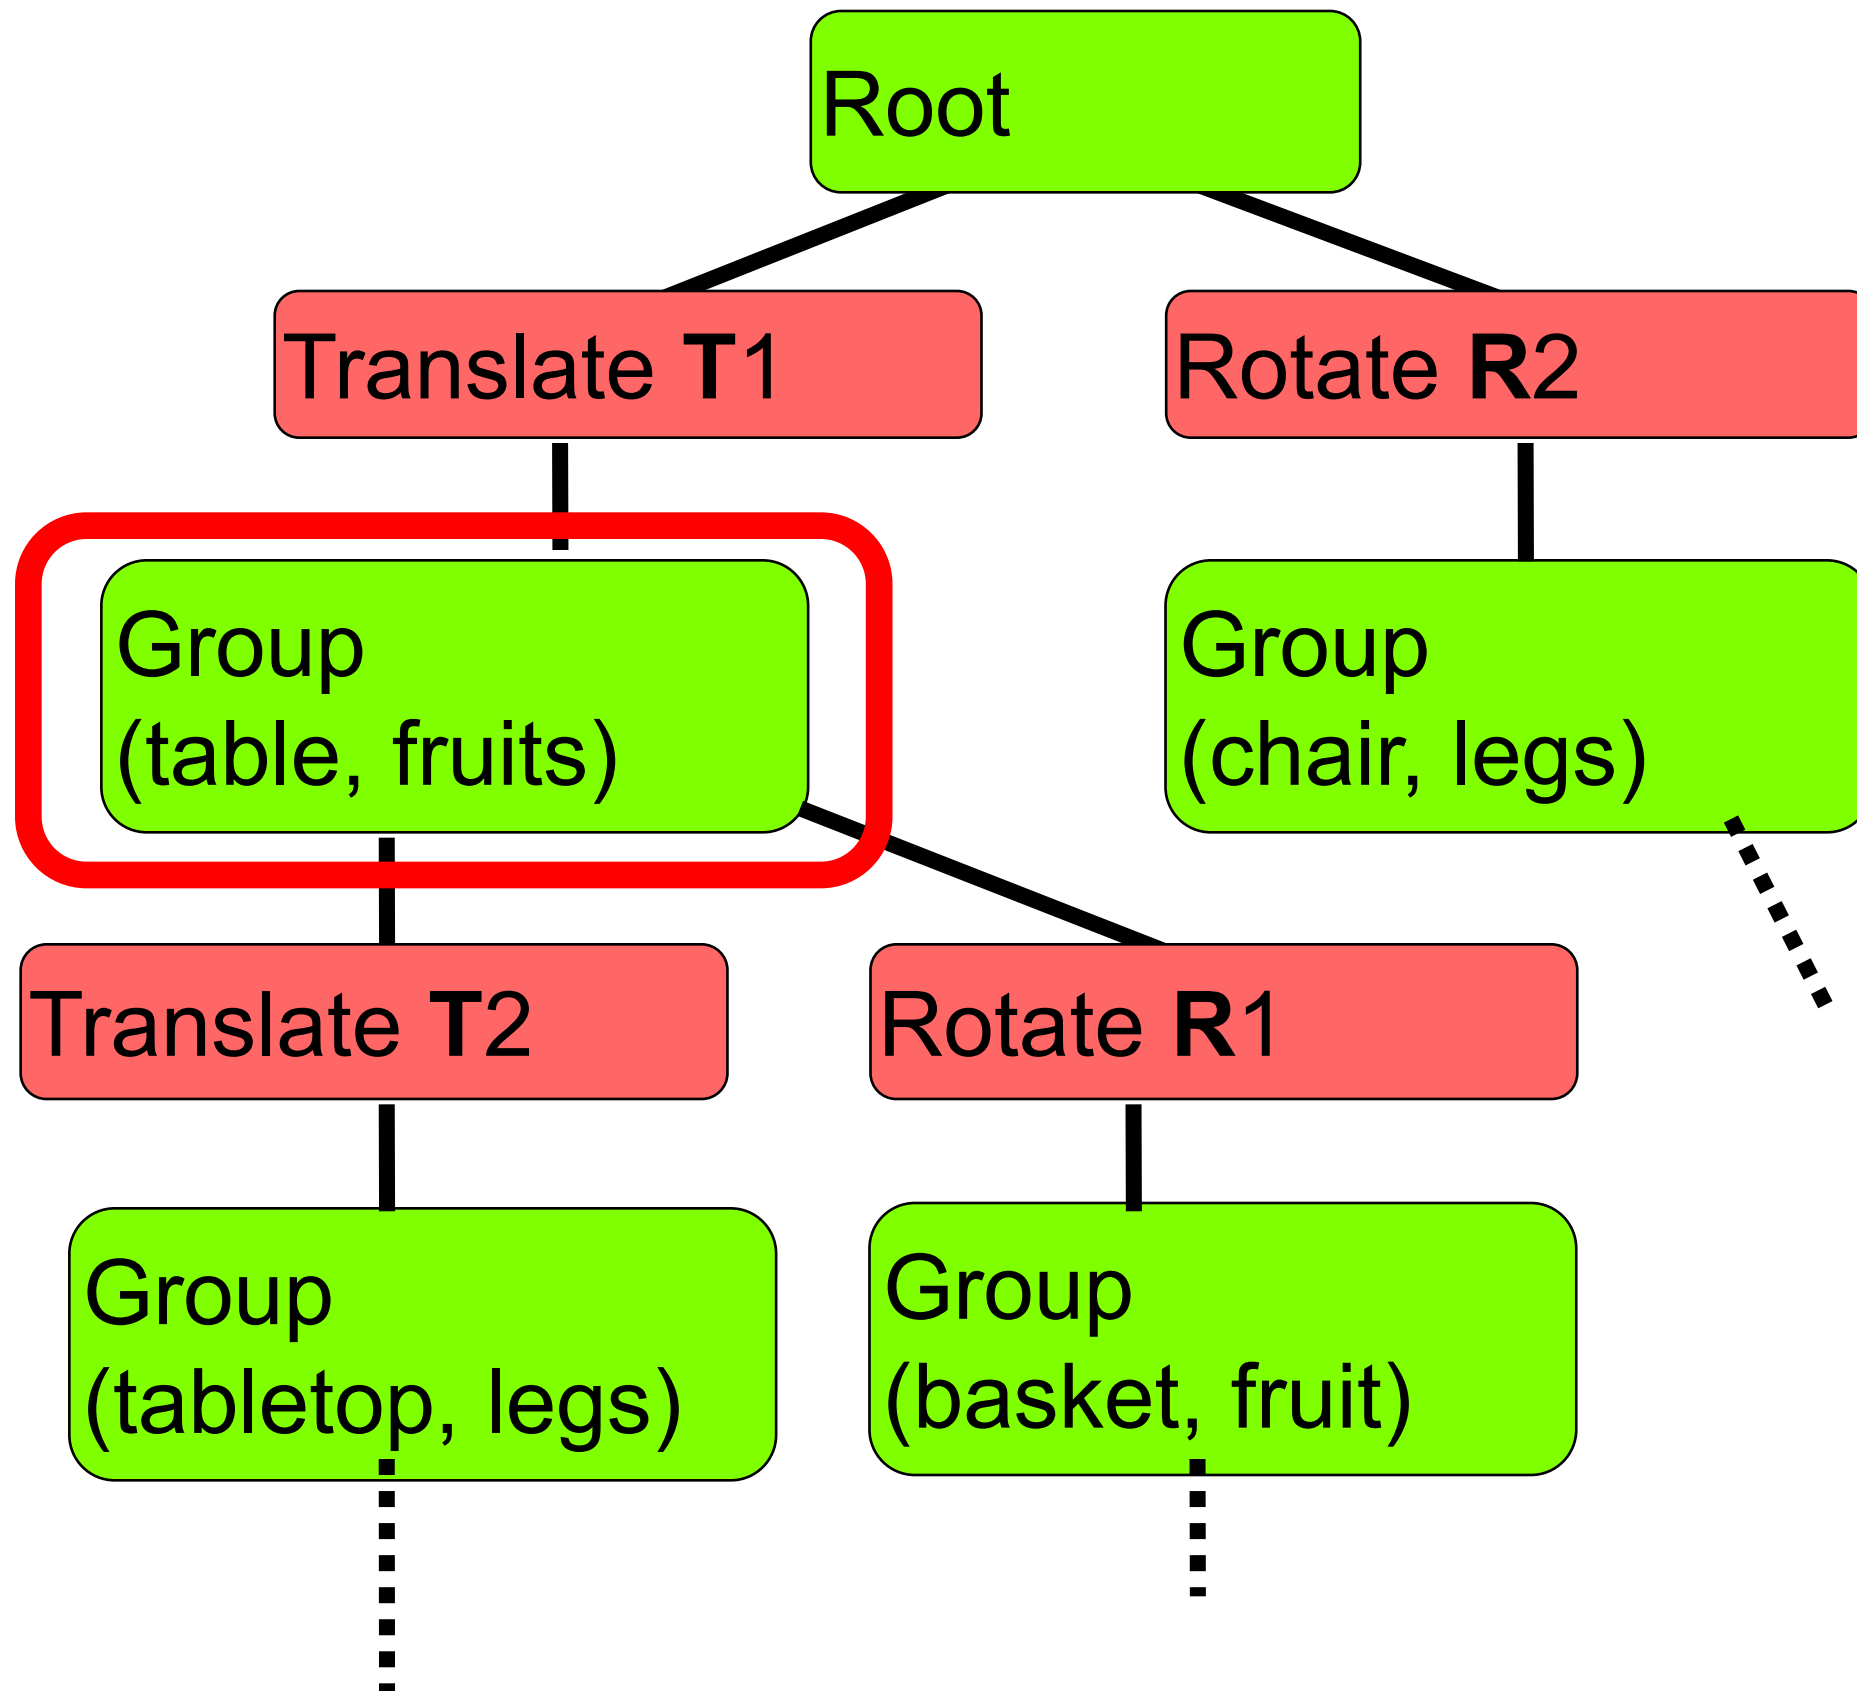 Root
Translate T1
Rotate R2
Group
(table, fruits)
Group
(chair, legs)
Translate T2
Rotate R1
Group
(tabletop, legs)
Group
(basket, fruit)